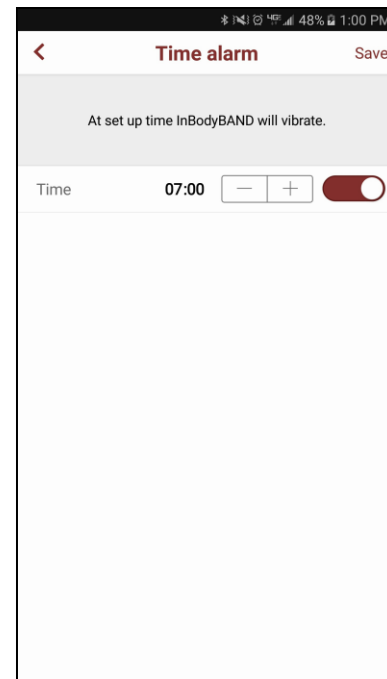 48% 1:00 PM
Time alarm Save
At set up time InBodyBAND will vibrate.
Time 07:00 — +